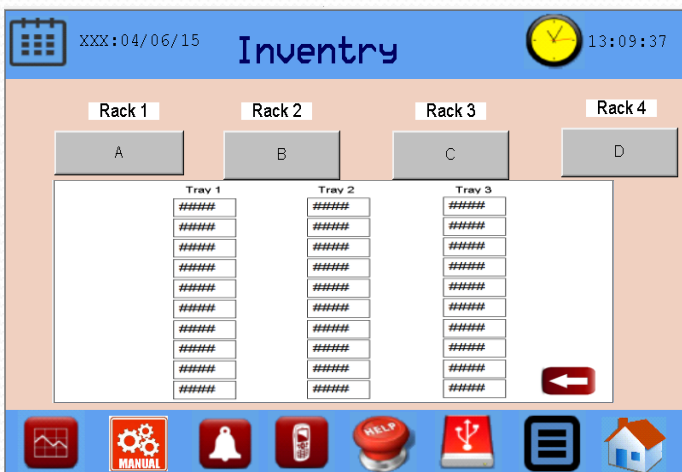 XXX:04/06/15
Inventry
13:09:37
Rack 1
Rack 2
Rack 3
Rack 4
A
B
C
D
Tray 1
Tray 2
Tray 3
#### #### ####
#### #### ####
#### #### ####
#### #### ####
#### #### ####
#### #### ####
#### #### ####
#### #### ####
#### #### ####
#### #### ####
MANUAL
HELP